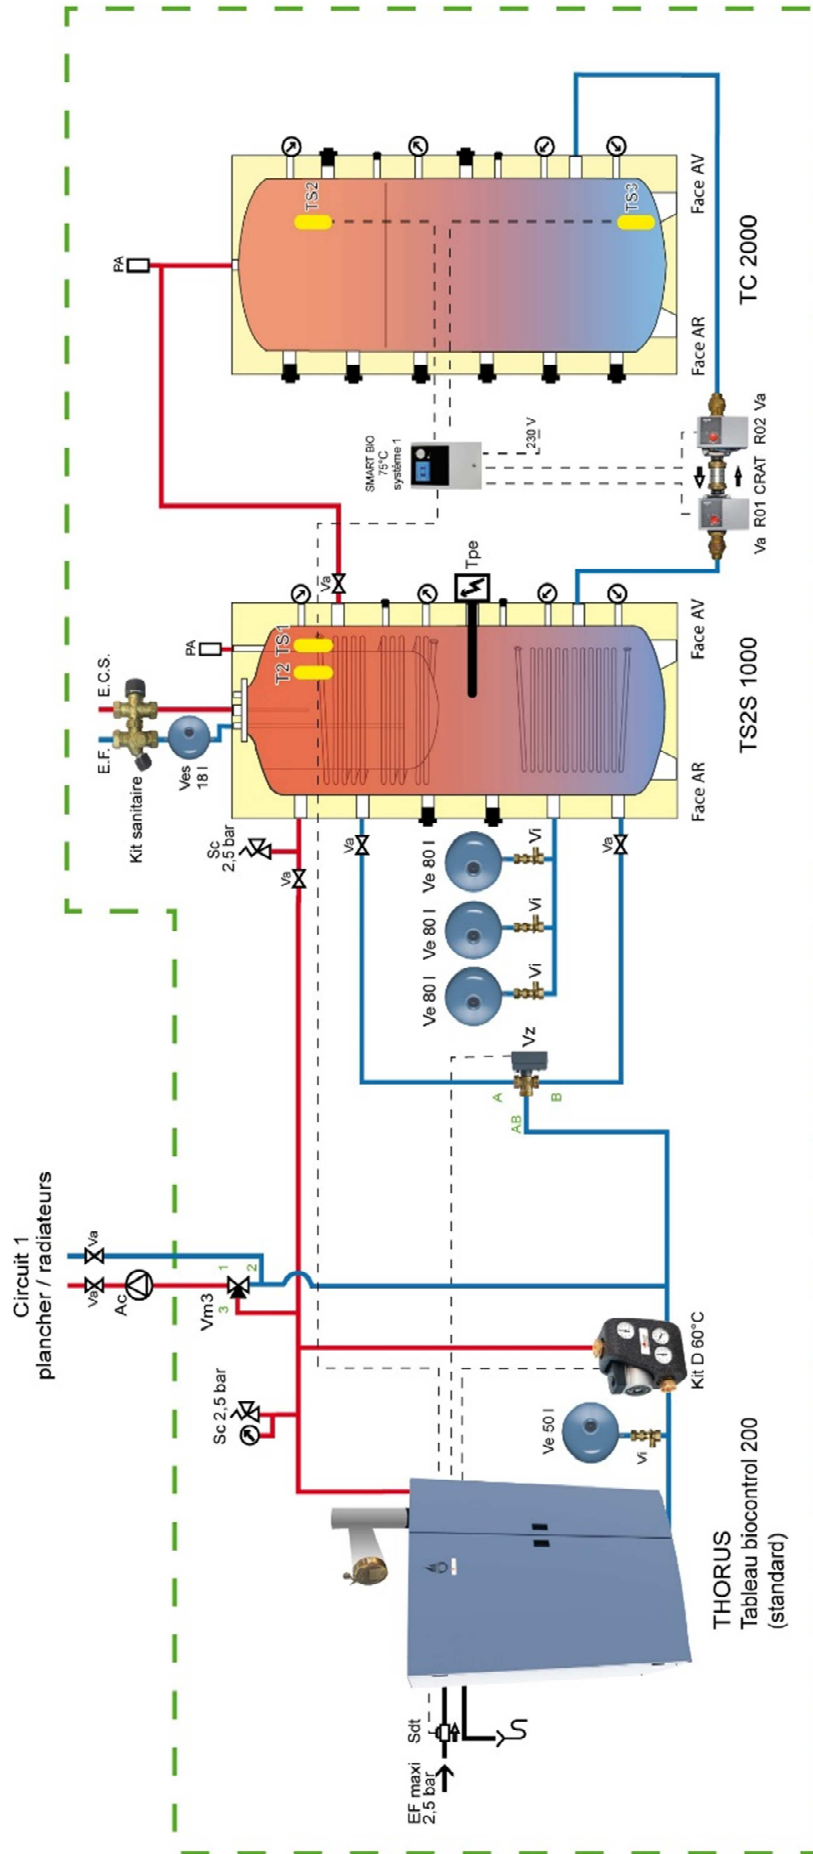 Circuit 1
plancher / radiateurs
Va
Va
Ac
Vm3
1
2
3
Sc 2,5 bar
EF maxi
2,5 bar
Sdt
THORUS
Tableau biocontrol 200
(standard)
Ve 50 l
Vi
Kit D 60°C
A
AB
B
Vz
Ve 80 l
Vi
Ve 80 l
Vi
Ve 80 l
Vi
Va
Va
Va
Sc
2,5 bar
E.F.
E.C.S.
Kit sanitaire
Ves
18 l
PA
T2
TS1
Tpe
Va
Face AR
Face AV
TS2S 1000
SMART BIO
75°C
système 1
230 V
Va
R01
CRAT
R02
Va
PA
TS2
TS3
Face AR
Face AV
TC 2000